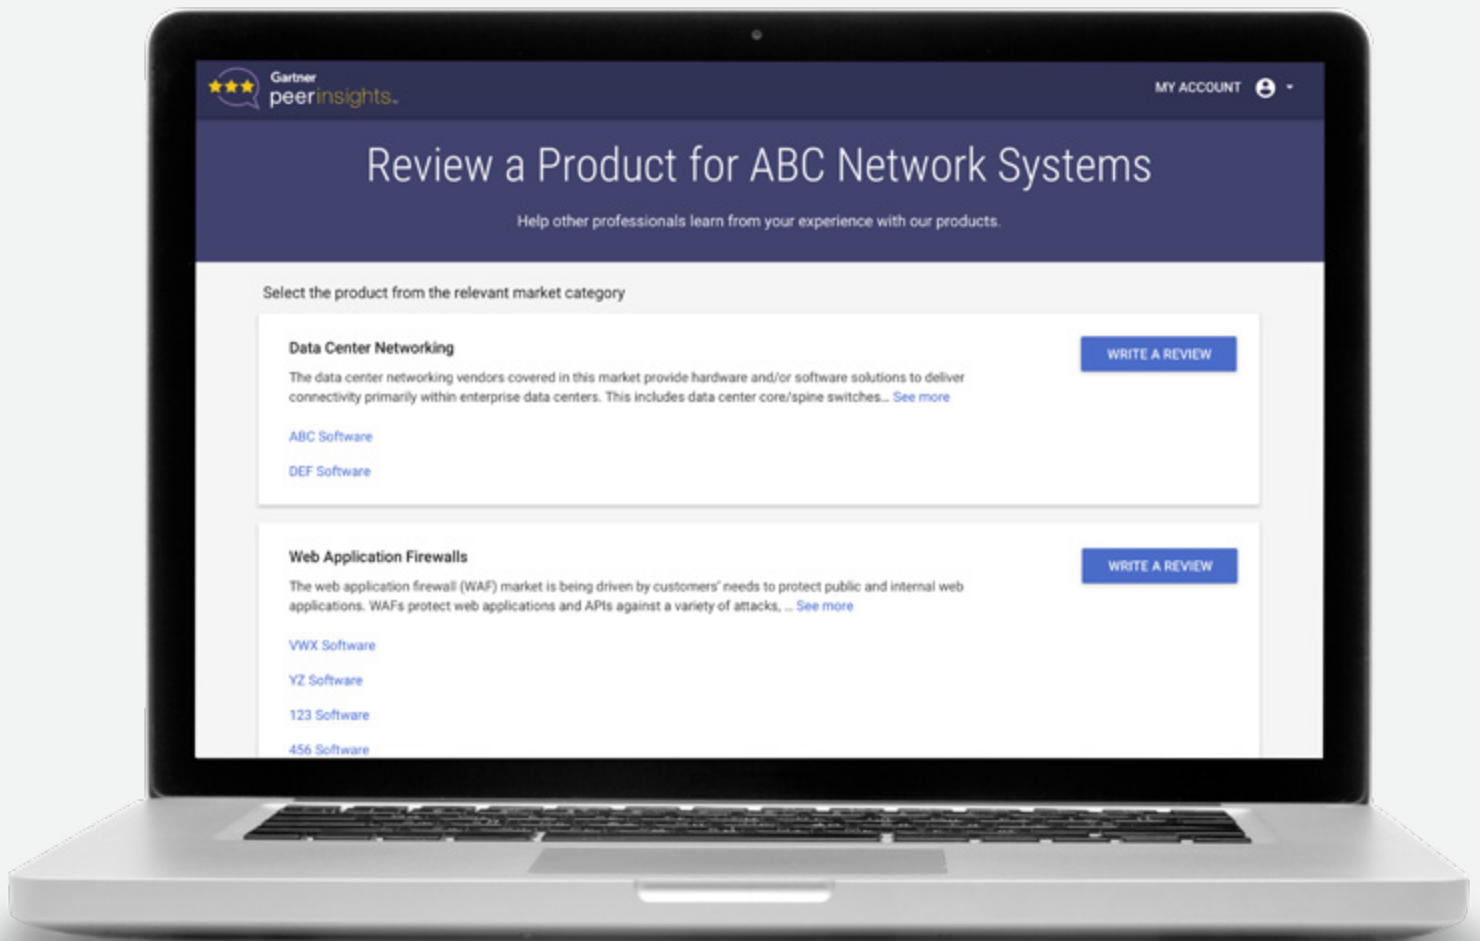 Gartner
peerinsights™
MY ACCOUNT
Review a Product for ABC Network Systems
Help other professionals learn from your experience with our products.
Select the product from the relevant market category
Data Center Networking
WRITE A REVIEW
The data center networking vendors covered in this market provide hardware and/or software solutions to deliver
connectivity primarily within enterprise data centers. This includes data center core/spine switches... See more
ABC Software
DEF Software
Web Application Firewalls
WRITE A REVIEW
The web application firewall (WAF) market is being driven by customers' needs to protect public and internal web
applications. WAFs protect web applications and APIs against a variety of attacks, ... See more
VWX Software
YZ Software
123 Software
456 Software